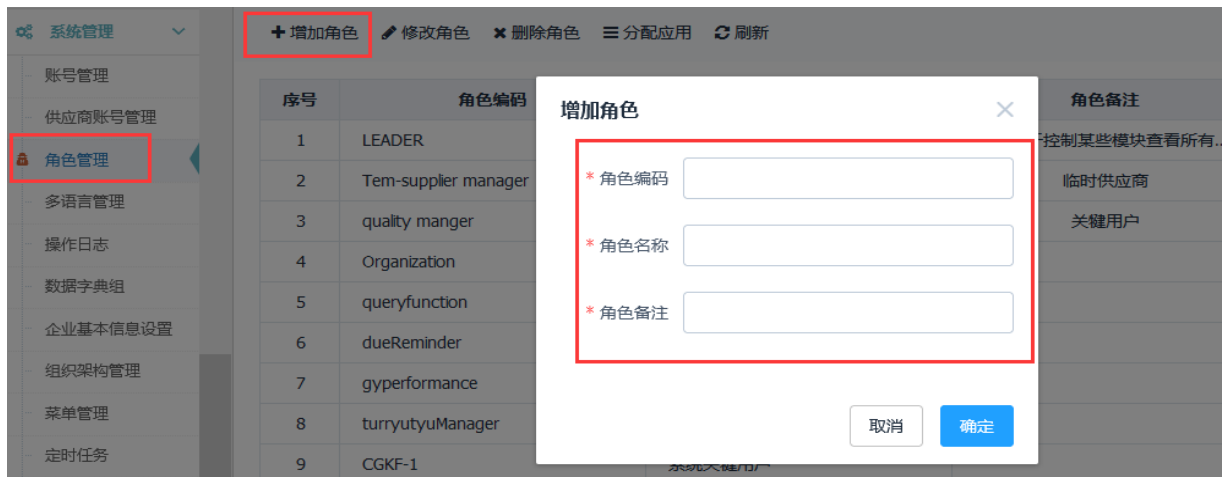 系统管理
+增加角色 修改角色 ×删除角色 分配应用 刷新
账号管理
供应商账号管理
角色管理
多语言管理
操作日志
数据字典组
企业基本信息设置
组织架构管理
菜单管理
定时任务
序号 角色编码 角色备注
1 LEADER 控制某些模块查看所有...
2 Tem-supplier manager 临时供应商
3 quality manger 关键用户
4 Organization
5 queryfunction
6 dueReminder
7 gyperformance
8 turryutyuManager
9 CGKF-1 系统关键用户
增加角色
* 角色编码
* 角色名称
* 角色备注
取消 确定